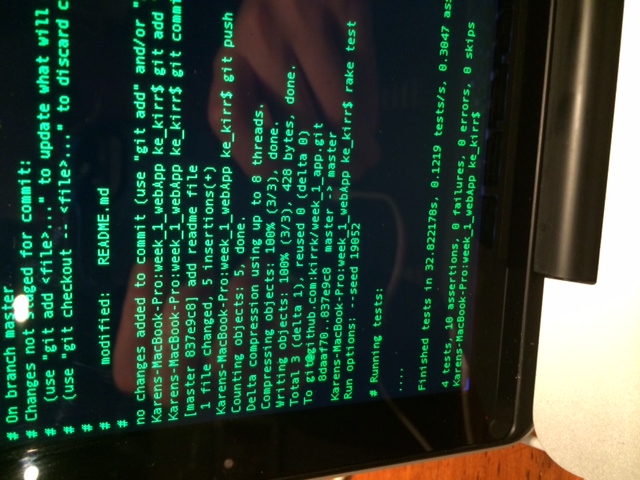 # On branch master
# Changes not staged for commit:
#   (use "git add <file>..." to update what will
#   (use "git checkout -- <file>..." to discard c
#
#       modified:   README.md
#
no changes added to commit (use "git add" and/or "
Karens-MacBook-Pro:week_1_webApp ke_kirr$ git add
Karens-MacBook-Pro:week_1_webApp ke_kirr$ git commi
[master 837e9c8] add readme file
 1 file changed, 5 insertions(+)
Karens-MacBook-Pro:week_1_webApp ke_kirr$ git push
Counting objects: 5, done.
Delta compression using up to 8 threads.
Compressing objects: 100% (3/3), done.
Writing objects: 100% (3/3), 428 bytes, done.
Total 3 (delta 1), reused 0 (delta 0)
To git@github.com:kirrk/week_1_app.git
   8daaf70..837e9c8  master -> master
Karens-MacBook-Pro:week_1_webApp ke_kirr$ rake test
Run options: --seed 19052

# Running tests:

....

Finished tests in 32.822178s, 0.1219 tests/s, 0.3047 ass

4 tests, 10 assertions, 0 failures, 0 errors, 0 skips
Karens-MacBook-Pro:week_1_webApp ke_kirr$